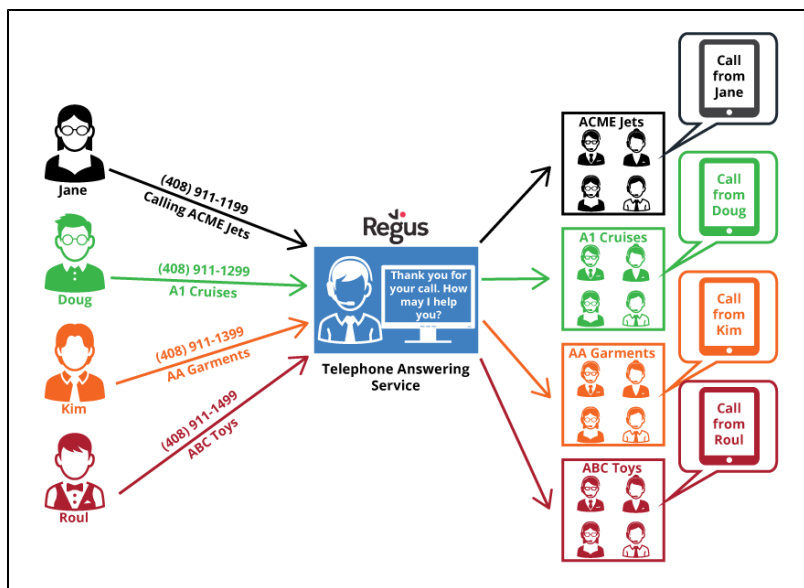 Jane
(408) 911-1199
Calling ACME Jets
Doug
(408) 911-1299
A1 Cruises
Kim
(408) 911-1399
AA Garments
Roul
(408) 911-1499
ABC Toys
Regus
Thank you for
your call. How
may I help
you?
Telephone Answering
Service
ACME Jets
Call
from
Jane
A1 Cruises
Call
from
Doug
AA Garments
Call
from
Kim
ABC Toys
Call
from
Roul